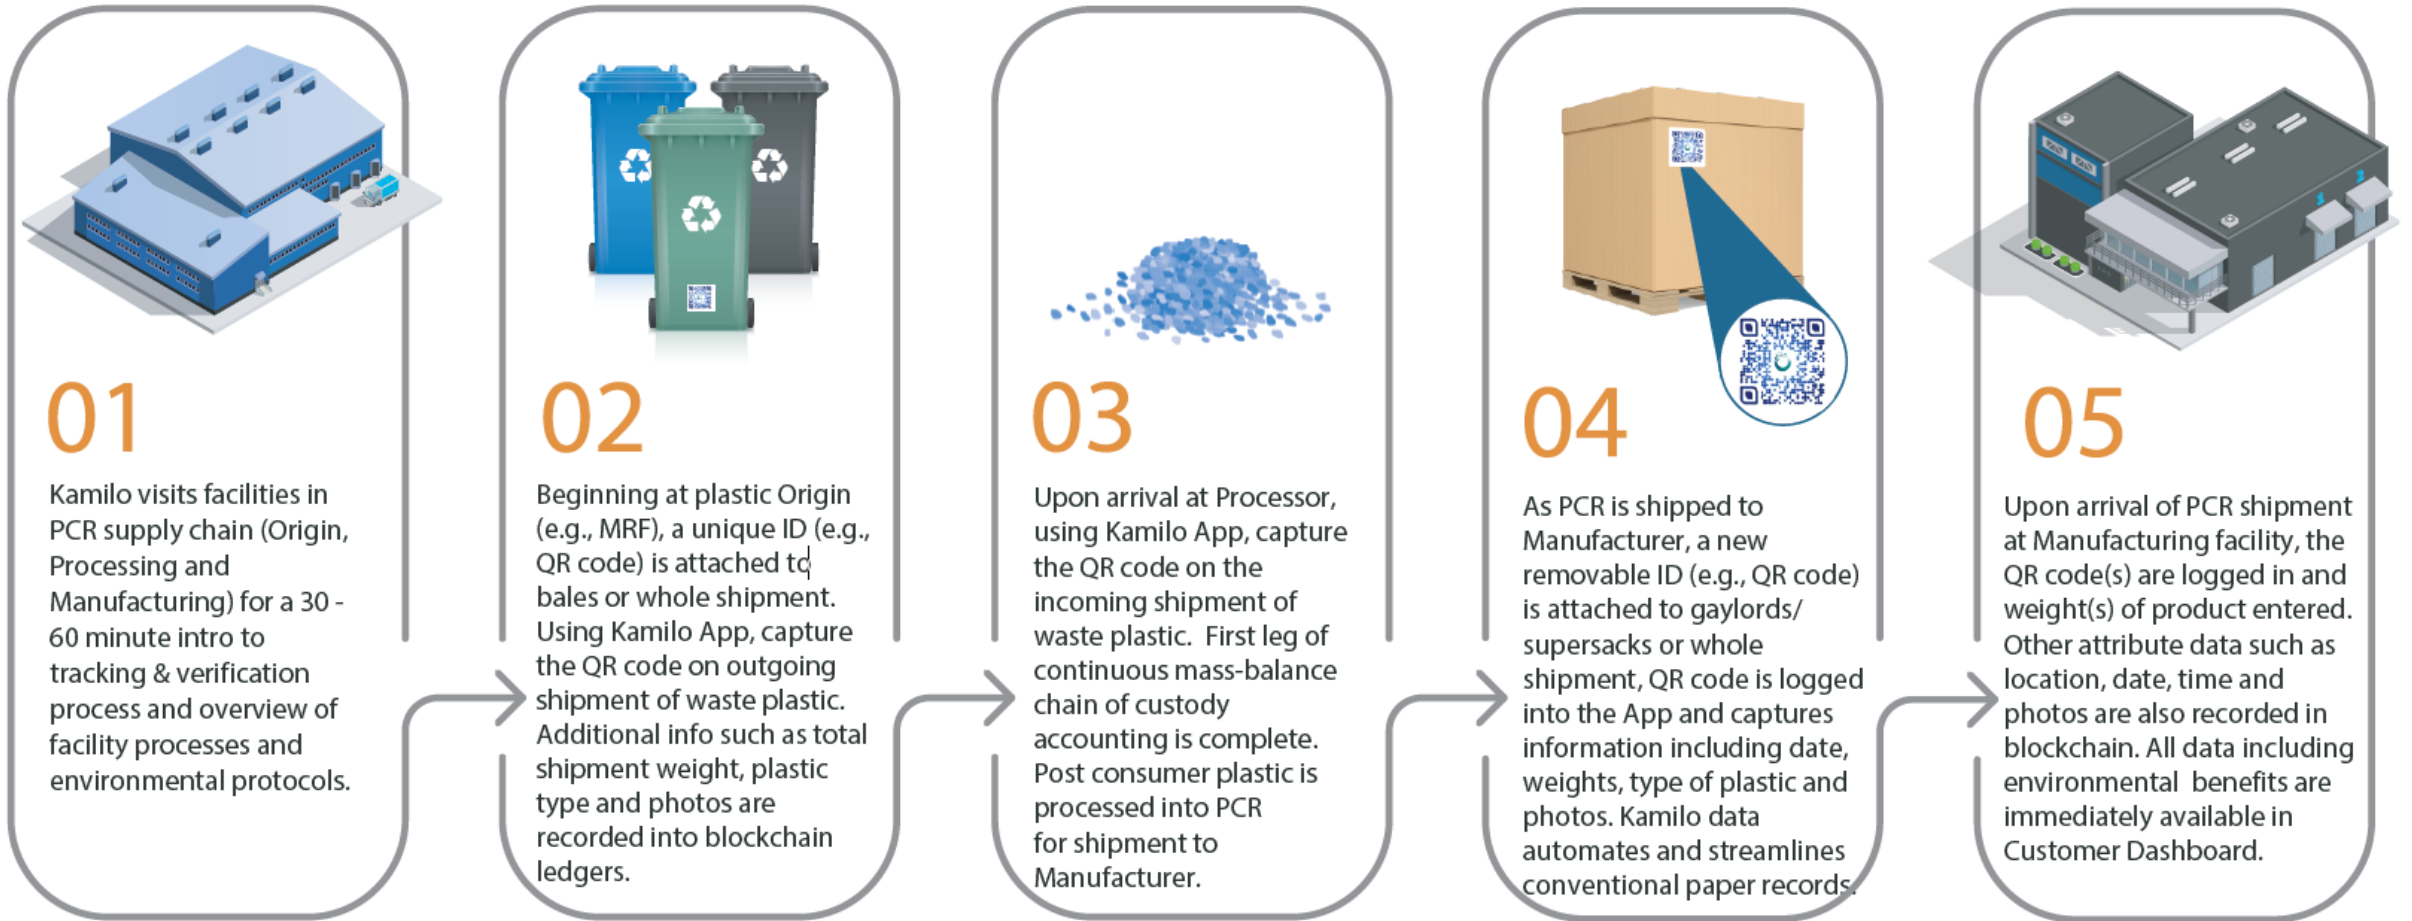 01
Kamilo visits facilities in
PCR supply chain (Origin,
Processing and
Manufacturing) for a 30 -
60 minute intro to
tracking & verification
process and overview of
facility processes and
environmental protocols.
02
Beginning at plastic Origin
(e.g., MRF), a unique ID (e.g.,
QR code) is attached to
bales or whole shipment.
Using Kamilo App, capture
the QR code on outgoing
shipment of waste plastic.
Additional info such as total
shipment weight, plastic
type and photos are
recorded into blockchain
ledgers.
03
Upon arrival at Processor,
using Kamilo App, capture
the QR code on the
incoming shipment of
waste plastic.  First leg of
continuous mass-balance
chain of custody
accounting is complete.
Post consumer plastic is
processed into PCR
for shipment to
Manufacturer.
04
As PCR is shipped to
Manufacturer, a new
removable ID (e.g., QR code)
is attached to gaylords/
supersacks or whole
shipment, QR code is logged
into the App and captures
information including date,
weights, type of plastic and
photos. Kamilo data
automates and streamlines
conventional paper records.
1
2
05
Upon arrival of PCR shipment
at Manufacturing facility, the
QR code(s) are logged in and
weight(s) of product entered.
Other attribute data such as
location, date, time and
photos are also recorded in
blockchain. All data including
environmental  benefits are
immediately available in
Customer Dashboard.